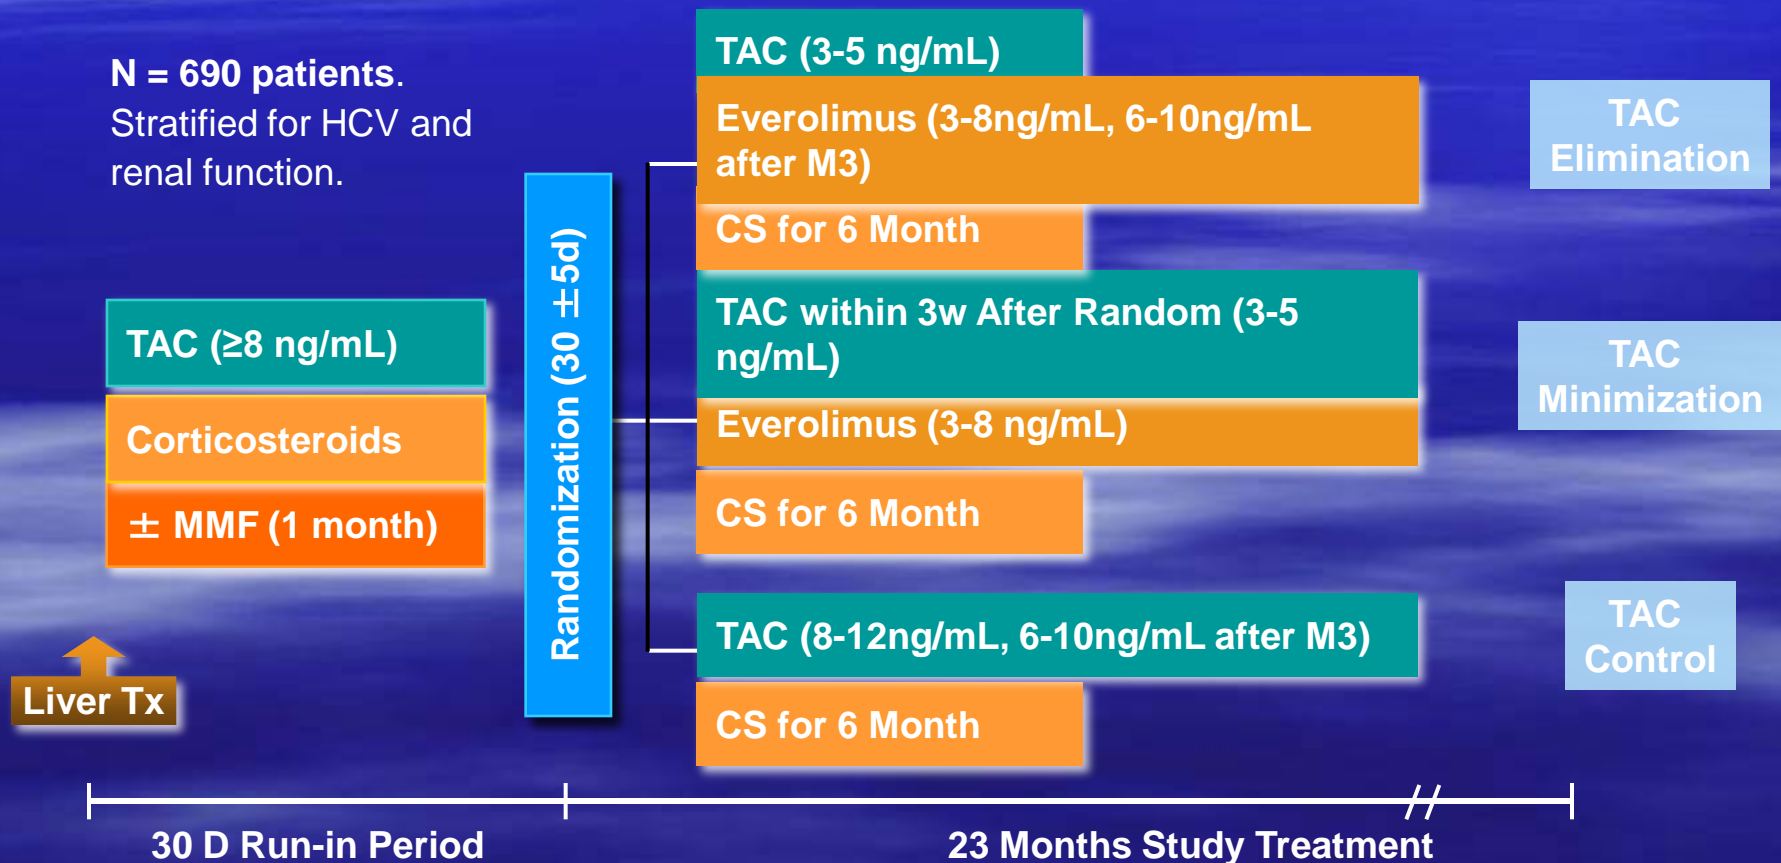 N = 690 patients.
Stratified for HCV and
renal function.
TAC (≥8 ng/mL)
Corticosteroids
± MMF (1 month)
Liver Tx
Randomization (30 ±5d)
TAC (3-5 ng/mL)
Everolimus (3-8ng/mL, 6-10ng/mL
after M3)
CS for 6 Month
TAC
Elimination
TAC within 3w After Random (3-5
ng/mL)
Everolimus (3-8 ng/mL)
CS for 6 Month
TAC
Minimization
TAC (8-12ng/mL, 6-10ng/mL after M3)
CS for 6 Month
TAC
Control
30 D Run-in Period
23 Months Study Treatment